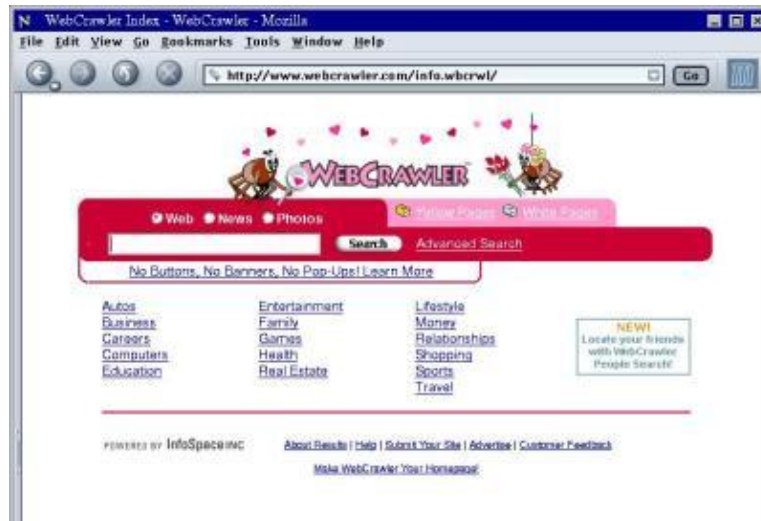 N WebCrawler Index - WebCrawler - Mozilla
File Edit View Go Bookmarks Tools Window Help
http://www.webcrawler.com/info.wbcrwl/ Go
WEBCRAWLER
Web News Photos Yellow Pages White Pages
Search Advanced Search
No Buttons, No Banners, No Pop-Ups! Learn More
Autos Entertainment Lifestyle
Business Family Money
Careers Games Relationships
Computers Health Shopping
Education Real Estate Sports
Travel
NEW!
Locate your friends
with WebCrawler
People Search!
POWERED BY InfoSpace INC About Results | Help | Submit Your Site | Advertise | Customer Feedback
Make WebCrawler Your Homepage!